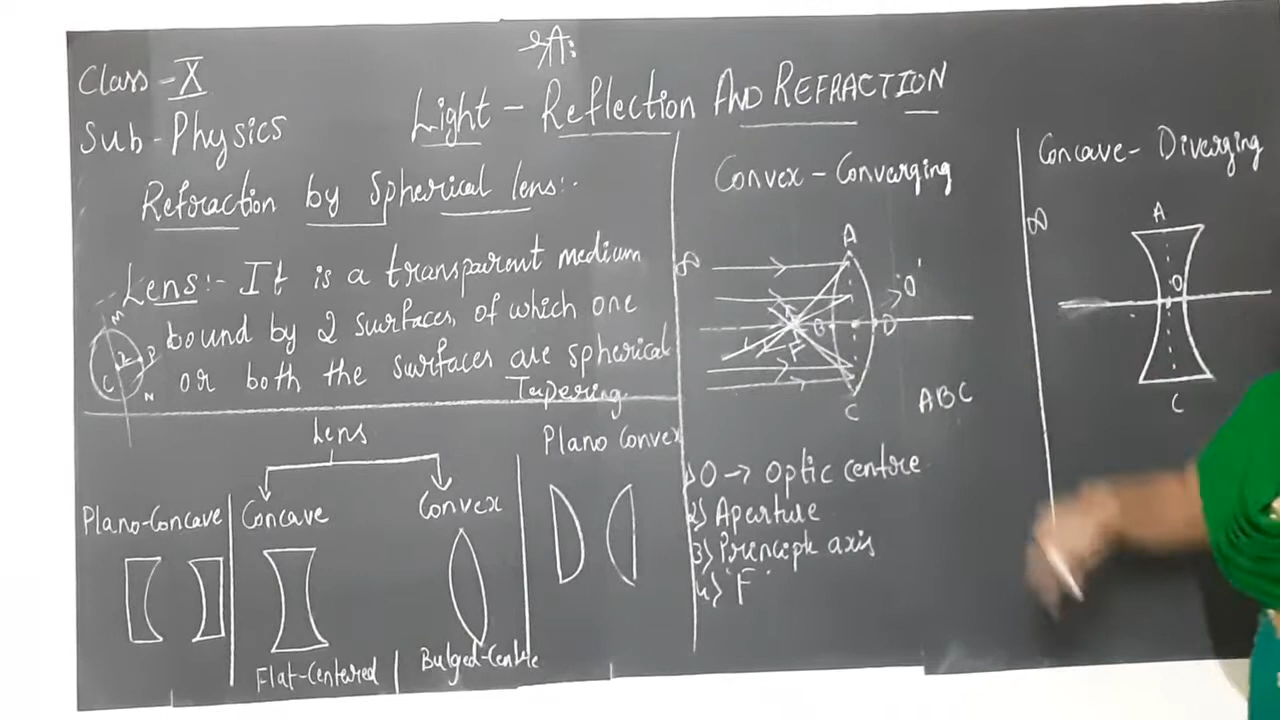 Class - X
Sub - Physics
Light - Reflection AND REFRACTION
Refraction by Spherical lens:-
Lens:- It is a transparent medium
bound by 2 surfaces, of which one
or both the surfaces are spherical
Tapering
M
P
C
N
Lens
Plano-Concave
Concave
Convex
Flat-Centered
Bulged-Centre
Plano Convex
Convex - Converging
∞
A
B
D
'O'
F
C
ABC
1) O → Optic centre
2) Aperture
3) Principle axis
4) 'F'
Concave - Diverging
∞
A
O
C